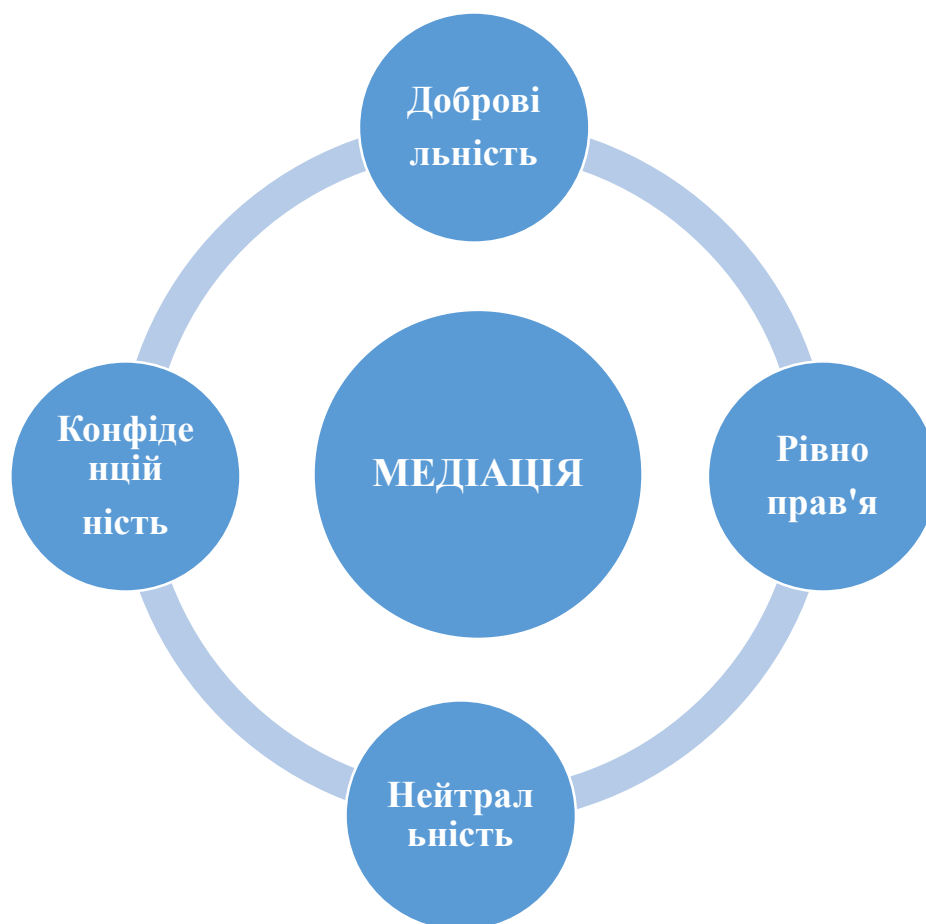 Доброві
льність
Конфіде
нцій
ність
МЕДІАЦІЯ
Рівно
прав'я
Нейтрал
ьність